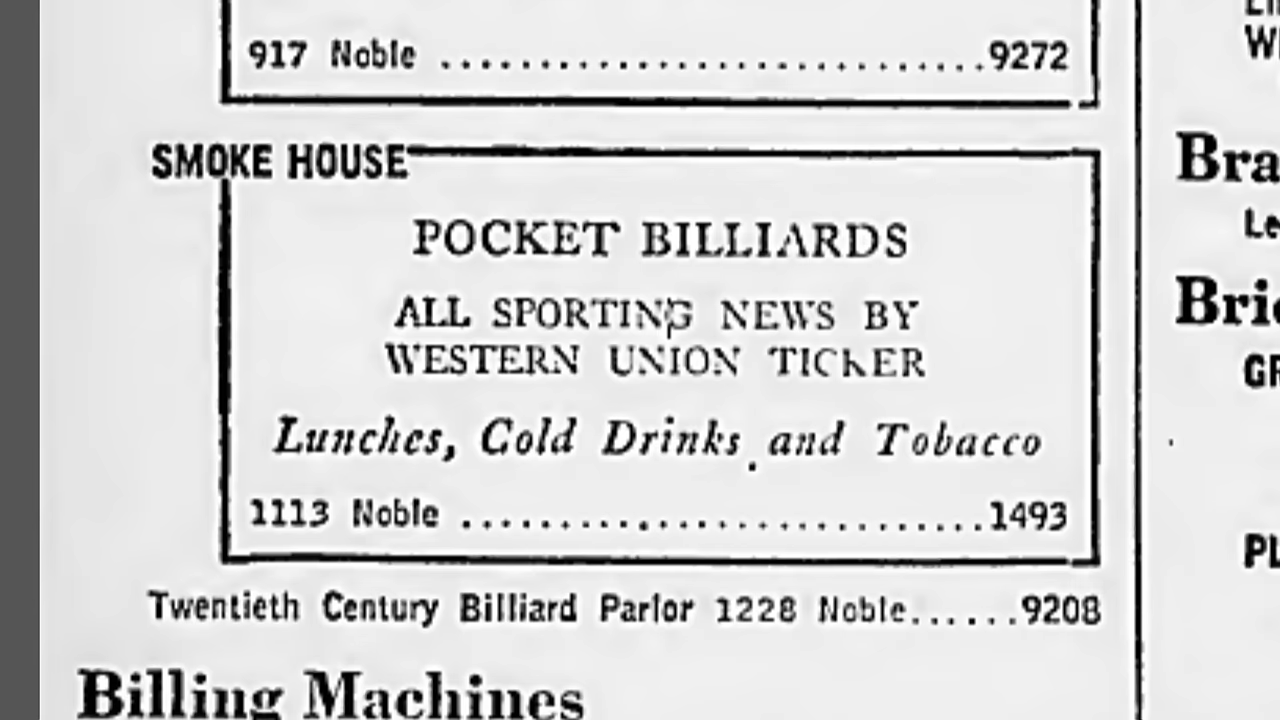 917 Noble ..............................9272
SMOKE HOUSE
POCKET BILLIARDS
ALL SPORTING NEWS BY
WESTERN UNION TICKER
Lunches, Cold Drinks and Tobacco
1113 Noble .............................1493
Twentieth Century Billiard Parlor 1228 Noble......9208
Billing Machines
Bra
Le
Bric
GR
PL